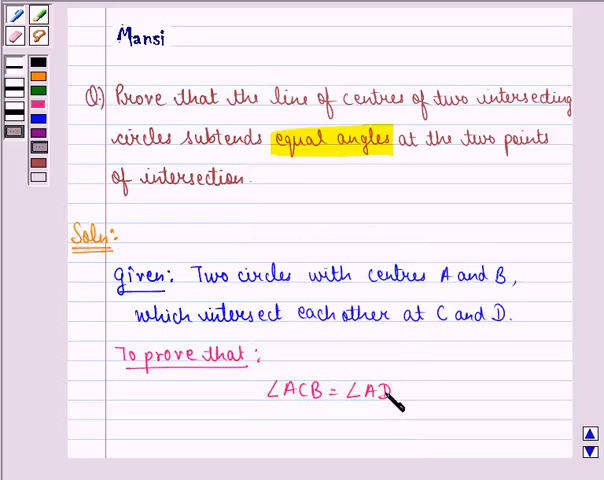 Mansi
Q.) Prove that the line of centres of two intersecting
circles subtends equal angles at the two points
of intersection.
Soln:
Given: Two circles with centres A and B,
which intersect each other at C and D.
To prove that:
∠ACB = ∠AD